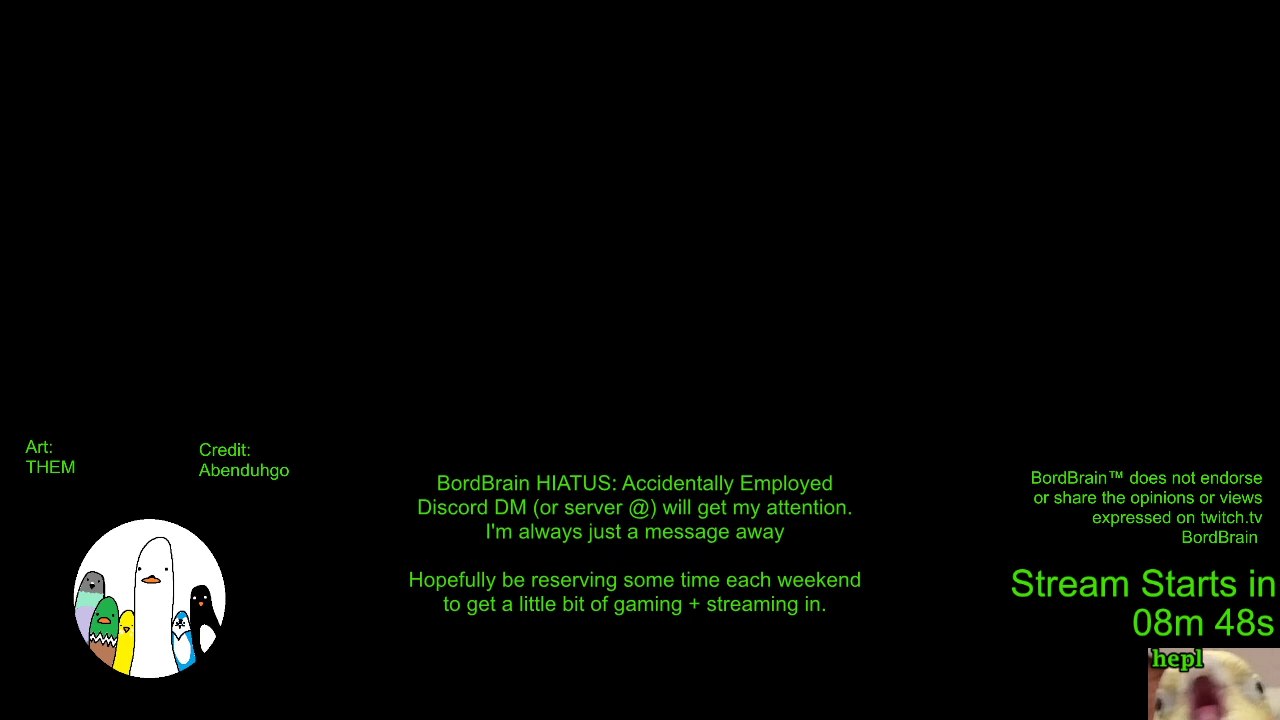 Art:
THEM
Credit:
Abenduhgo
BordBrain HIATUS: Accidentally Employed
Discord DM (or server @) will get my attention.
I'm always just a message away
Hopefully be reserving some time each weekend
to get a little bit of gaming + streaming in.
BordBrain™ does not endorse
or share the opinions or views
expressed on twitch.tv
BordBrain
Stream Starts in
08m 48s
hepl